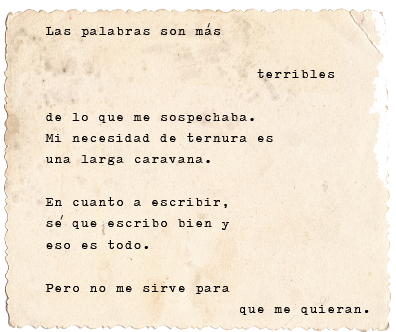 Las palabras son más
terribles
de lo que me sospechaba.
Mi necesidad de ternura es
una larga caravana.
En cuanto a escribir,
sé que escribo bien y
eso es todo.
Pero no me sirve para
que me quieran.